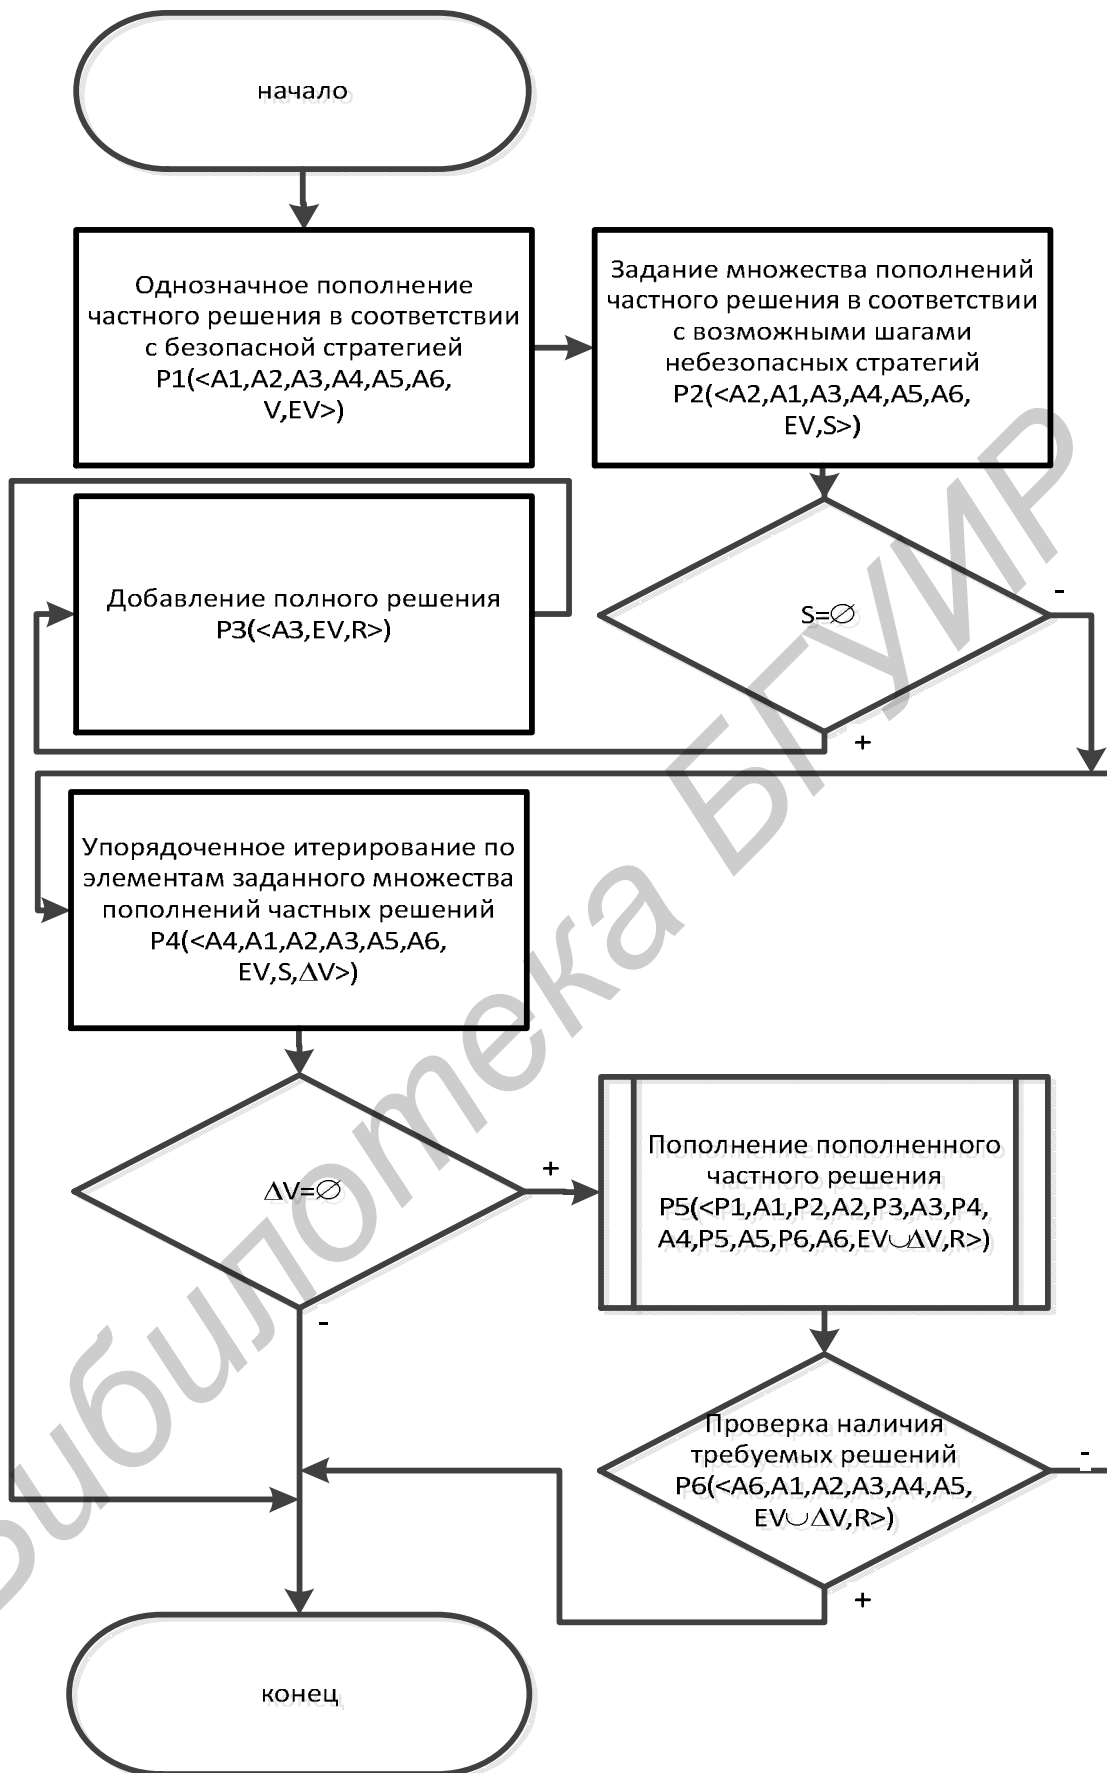 начало
Однозначное пополнение
частного решения в соответствии
с безопасной стратегией
P1(<A1,A2,A3,A4,A5,A6,
V,EV>)
Задание множества пополнений
частного решения в соответствии
с возможными шагами
небезопасных стратегий
P2(<A2,A1,A3,A4,A5,A6,
EV,S>)
Добавление полного решения
P3(<A3,EV,R>)
S=∅
-
+
Упорядоченное итерирование по
элементам заданного множества
пополнений частных решений
P4(<A4,A1,A2,A3,A5,A6,
EV,S,ΔV>)
ΔV=∅
+
-
Пополнение пополненного
частного решения
P5(<P1,A1,P2,A2,P3,A3,P4,
A4,P5,A5,P6,A6,EV∪ΔV,R>)
Проверка наличия
требуемых решений
P6(<A6,A1,A2,A3,A4,A5,
EV∪ΔV,R>)
-
+
конец
Библиотека БГУИР